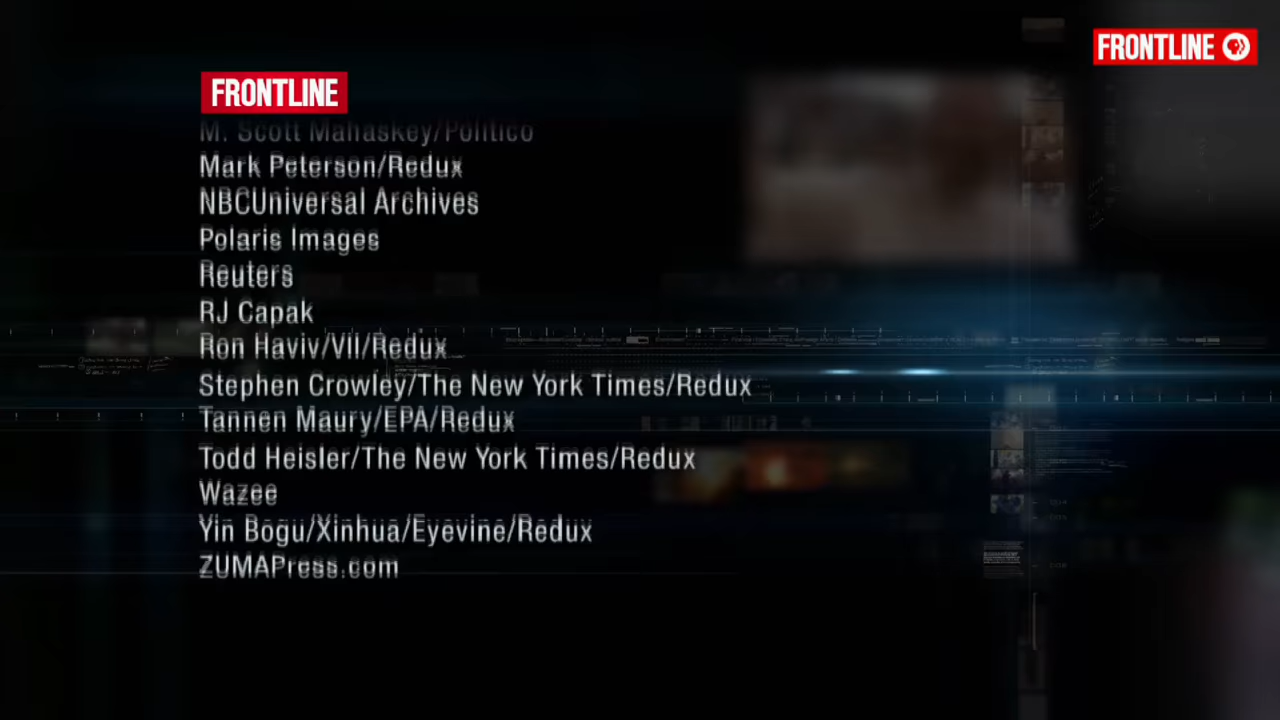 FRONTLINE
FRONTLINE
M. Scott Mahaskey/Politico
Mark Peterson/Redux
NBCUniversal Archives
Polaris Images
Reuters
RJ Capak
Ron Haviv/VII/Redux
Stephen Crowley/The New York Times/Redux
Tannen Maury/EPA/Redux
Todd Heisler/The New York Times/Redux
Wazee
Yin Bogu/Xinhua/Eyevine/Redux
ZUMAPress.com